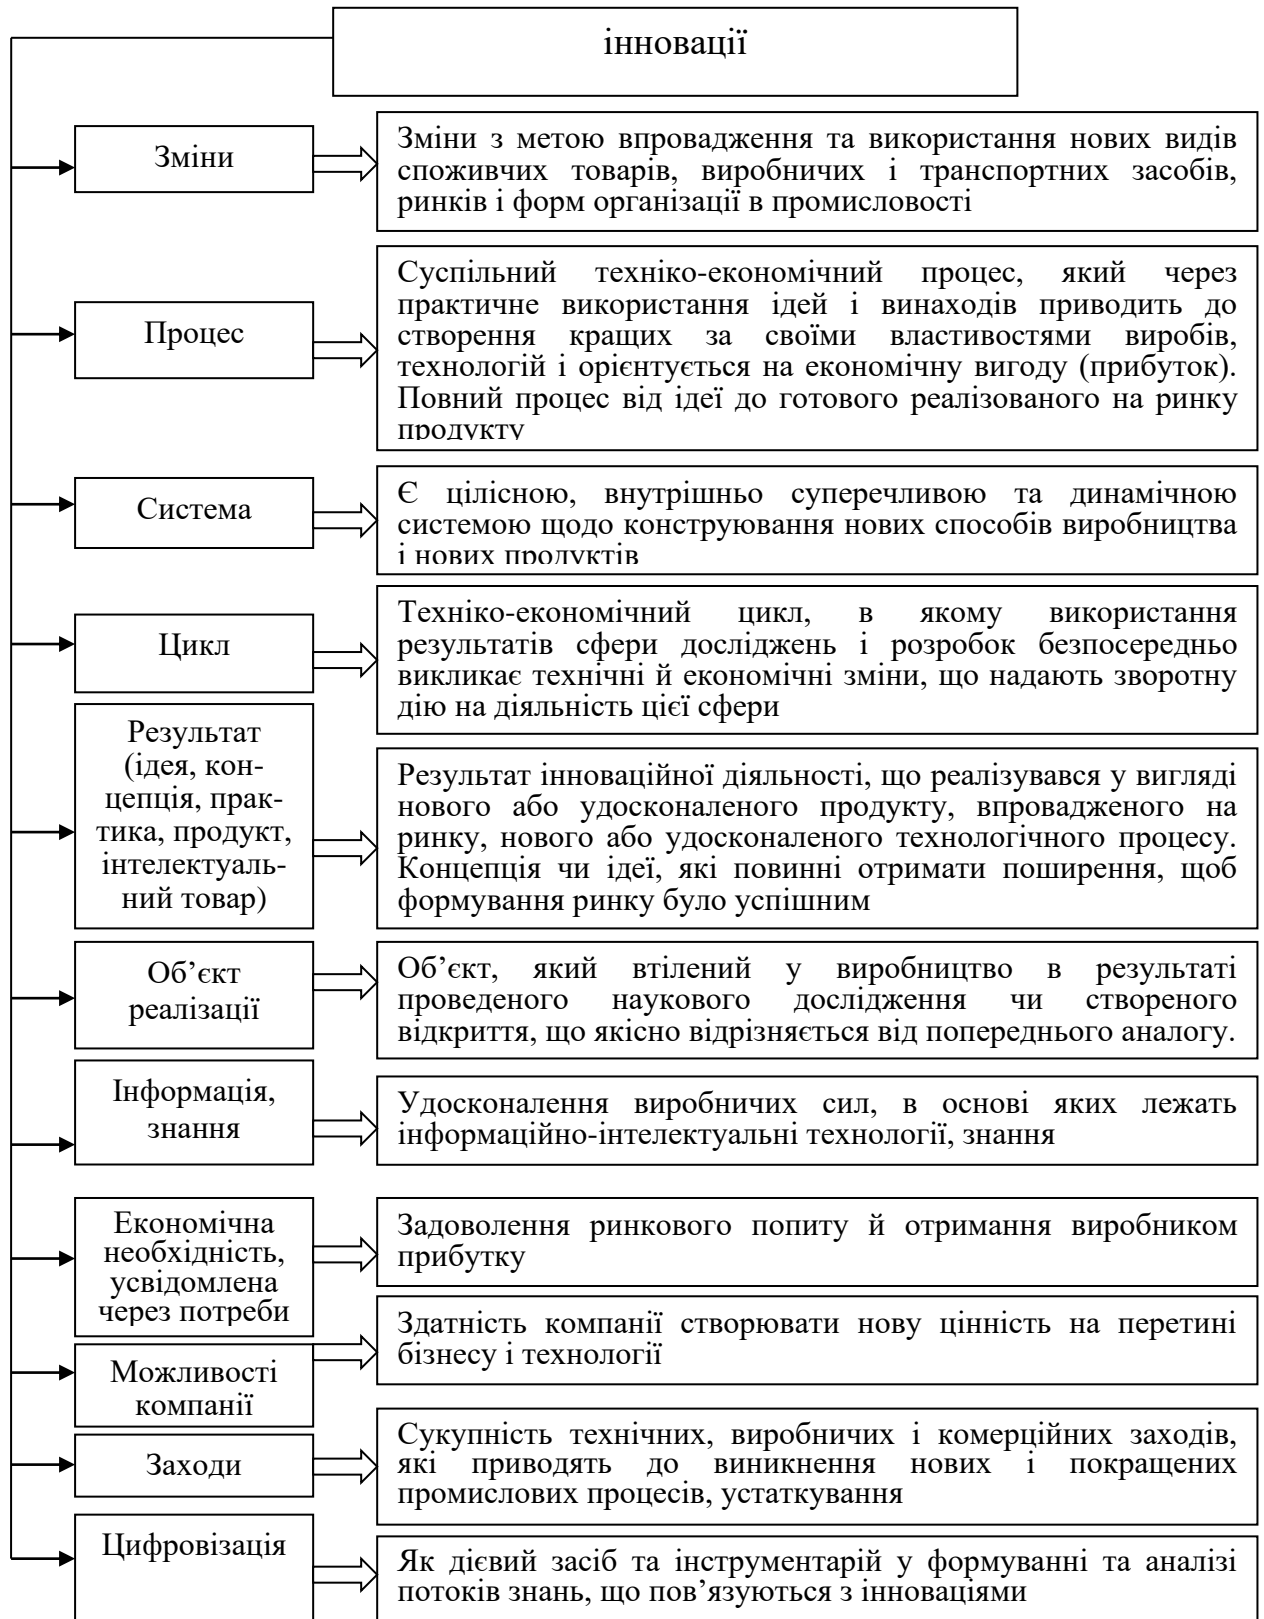 інновації
Зміни
Зміни з метою впровадження та використання нових видів
споживчих товарів, виробничих і транспортних засобів,
ринків і форм організації в промисловості
Процес
Суспільний техніко-економічний процес, який через
практичне використання ідей і винаходів приводить до
створення кращих за своїми властивостями виробів,
технологій і орієнтується на економічну вигоду (прибуток).
Повний процес від ідеї до готового реалізованого на ринку
продукту
Система
Є цілісною, внутрішньо суперечливою та динамічною
системою щодо конструювання нових способів виробництва
і нових продуктів
Цикл
Техніко-економічний цикл, в якому використання
результатів сфери досліджень і розробок безпосередньо
викликає технічні й економічні зміни, що надають зворотну
дію на діяльність цієї сфери
Результат
(ідея, кон-
цепція, прак-
тика, продукт,
інтелектуаль-
ний товар)
Результат інноваційної діяльності, що реалізувався у вигляді
нового або удосконаленого продукту, впровадженого на
ринку, нового або удосконаленого технологічного процесу.
Концепція чи ідеї, які повинні отримати поширення, щоб
формування ринку було успішним
Об’єкт
реалізації
Об’єкт, який втілений у виробництво в результаті
проведеного наукового дослідження чи створеного
відкриття, що якісно відрізняється від попереднього аналогу.
Інформація,
знання
Удосконалення виробничих сил, в основі яких лежать
інформаційно-інтелектуальні технології, знання
Економічна
необхідність,
усвідомлена
через потреби
Задоволення ринкового попиту й отримання виробником
прибутку
Можливості
компанії
Здатність компанії створювати нову цінність на перетині
бізнесу і технології
Заходи
Сукупність технічних, виробничих і комерційних заходів,
які приводять до виникнення нових і покращених
промислових процесів, устаткування
Цифровізація
Як дієвий засіб та інструментарій у формуванні та аналізі
потоків знань, що пов’язуються з інноваціями